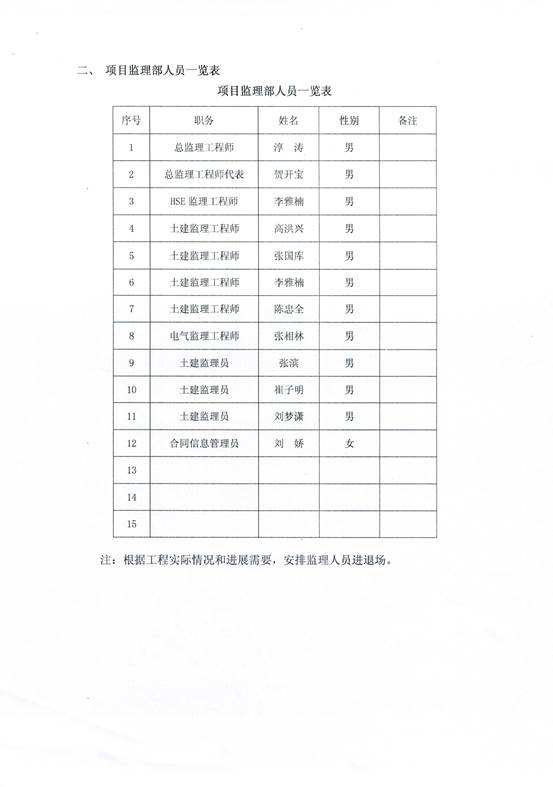 二、 项目监理部人员一览表
项目监理部人员一览表
序号 职务 姓名 性别 备注
1 总监理工程师 淳 涛 男
2 总监理工程师代表 贺开宝 男
3 HSE 监理工程师 李雅楠 男
4 土建监理工程师 高洪兴 男
5 土建监理工程师 张国库 男
6 土建监理工程师 李雅楠 男
7 土建监理工程师 陈忠全 男
8 电气监理工程师 张相林 男
9 土建监理员 张滨 男
10 土建监理员 崔子明 男
11 土建监理员 刘梦潇 男
12 合同信息管理员 刘 娇 女
13
14
15
注：根据工程实际情况和进展需要，安排监理人员进退场。